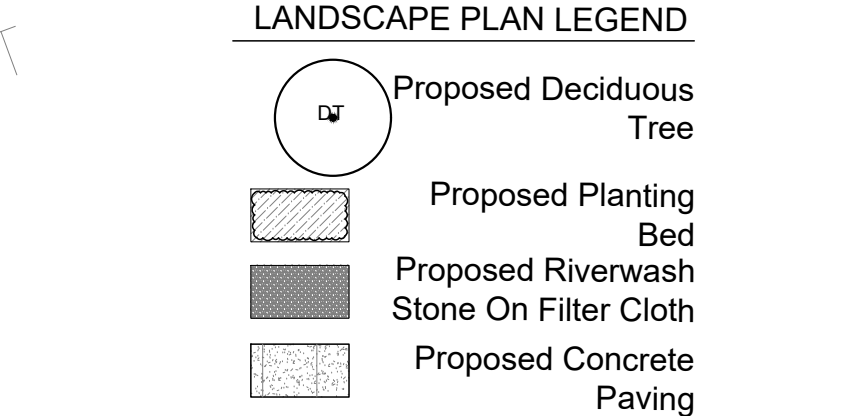 LANDSCAPE PLAN LEGEND
DT
Proposed Deciduous
Tree
Proposed Planting
Bed
Proposed Riverwash
Stone On Filter Cloth
Proposed Concrete
Paving